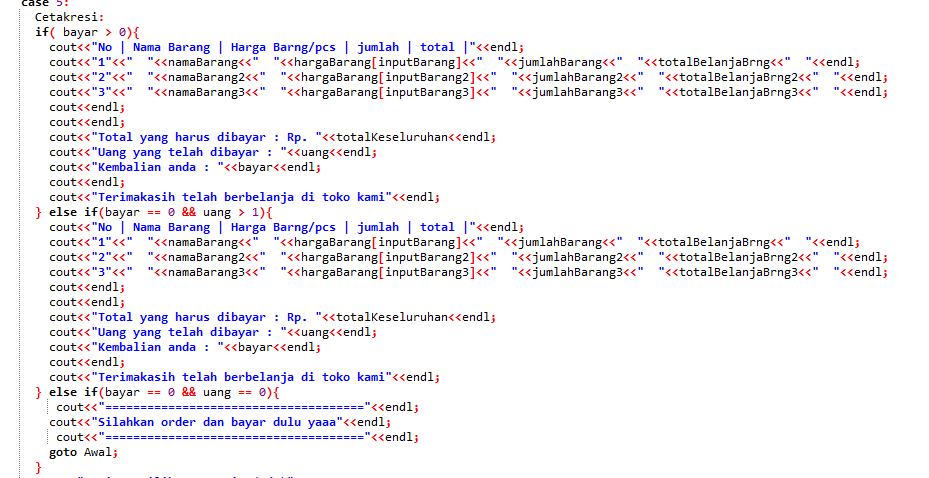 case 5:
Cetakresi:
if( bayar > 0){
cout<<"No | Nama Barang | Harga Barng/pcs | jumlah | total |"<<endl;
cout<<"1"<<"  "<<namaBarang<<"  "<<hargaBarang[inputBarang]<<"  "<<jumlahBarang<<"  "<<totalBelanjaBrng<<"  "<<endl;
cout<<"2"<<"  "<<namaBarang2<<"  "<<hargaBarang[inputBarang2]<<"  "<<jumlahBarang2<<"  "<<totalBelanjaBrng2<<"  "<<endl;
cout<<"3"<<"  "<<namaBarang3<<"  "<<hargaBarang[inputBarang3]<<"  "<<jumlahBarang3<<"  "<<totalBelanjaBrng3<<"  "<<endl;
cout<<endl;
cout<<endl;
cout<<"Total yang harus dibayar : Rp. "<<totalKeseluruhan<<endl;
cout<<"Uang yang telah dibayar : "<<uang<<endl;
cout<<"Kembalian anda : "<<bayar<<endl;
cout<<endl;
cout<<"Terimakasih telah berbelanja di toko kami"<<endl;
} else if(bayar == 0 && uang > 1){
cout<<"No | Nama Barang | Harga Barng/pcs | jumlah | total |"<<endl;
cout<<"1"<<"  "<<namaBarang<<"  "<<hargaBarang[inputBarang]<<"  "<<jumlahBarang<<"  "<<totalBelanjaBrng<<"  "<<endl;
cout<<"2"<<"  "<<namaBarang2<<"  "<<hargaBarang[inputBarang2]<<"  "<<jumlahBarang2<<"  "<<totalBelanjaBrng2<<"  "<<endl;
cout<<"3"<<"  "<<namaBarang3<<"  "<<hargaBarang[inputBarang3]<<"  "<<jumlahBarang3<<"  "<<totalBelanjaBrng3<<"  "<<endl;
cout<<endl;
cout<<endl;
cout<<"Total yang harus dibayar : Rp. "<<totalKeseluruhan<<endl;
cout<<"Uang yang telah dibayar : "<<uang<<endl;
cout<<"Kembalian anda : "<<bayar<<endl;
cout<<endl;
cout<<"Terimakasih telah berbelanja di toko kami"<<endl;
} else if(bayar == 0 && uang == 0){
cout<<"====================================="<<endl;
cout<<"Silahkan order dan bayar dulu yaaa"<<endl;
cout<<"====================================="<<endl;
goto Awal;
}